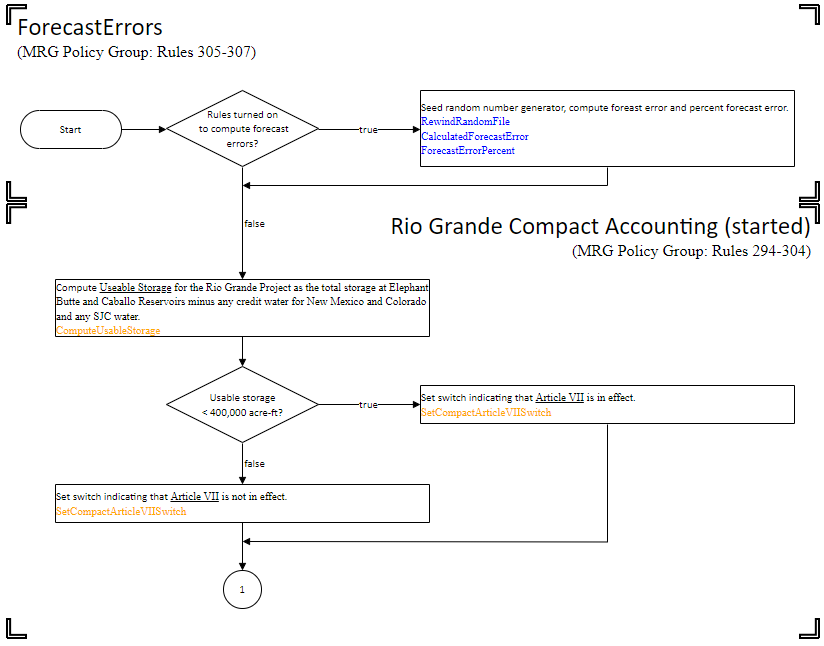 ForecastErrors
(MRG Policy Group: Rules 305-307)
Start
Rules turned on
to compute forecast
errors?
true
Seed random number generator, compute foreast error and percent forecast error.
RewindRandomFile
CalculatedForecastError
ForecastErrorPercent
false
Rio Grande Compact Accounting (started)
(MRG Policy Group: Rules 294-304)
Compute Useable Storage for the Rio Grande Project as the total storage at Elephant
Butte and Caballo Reservoirs minus any credit water for New Mexico and Colorado
and any SJC water.
ComputeUsableStorage
Usable storage
< 400,000 acre-ft?
true
Set switch indicating that Article VII is in effect.
SetCompactArticleVIISwitch
false
Set switch indicating that Article VII is not in effect.
SetCompactArticleVIISwitch
1